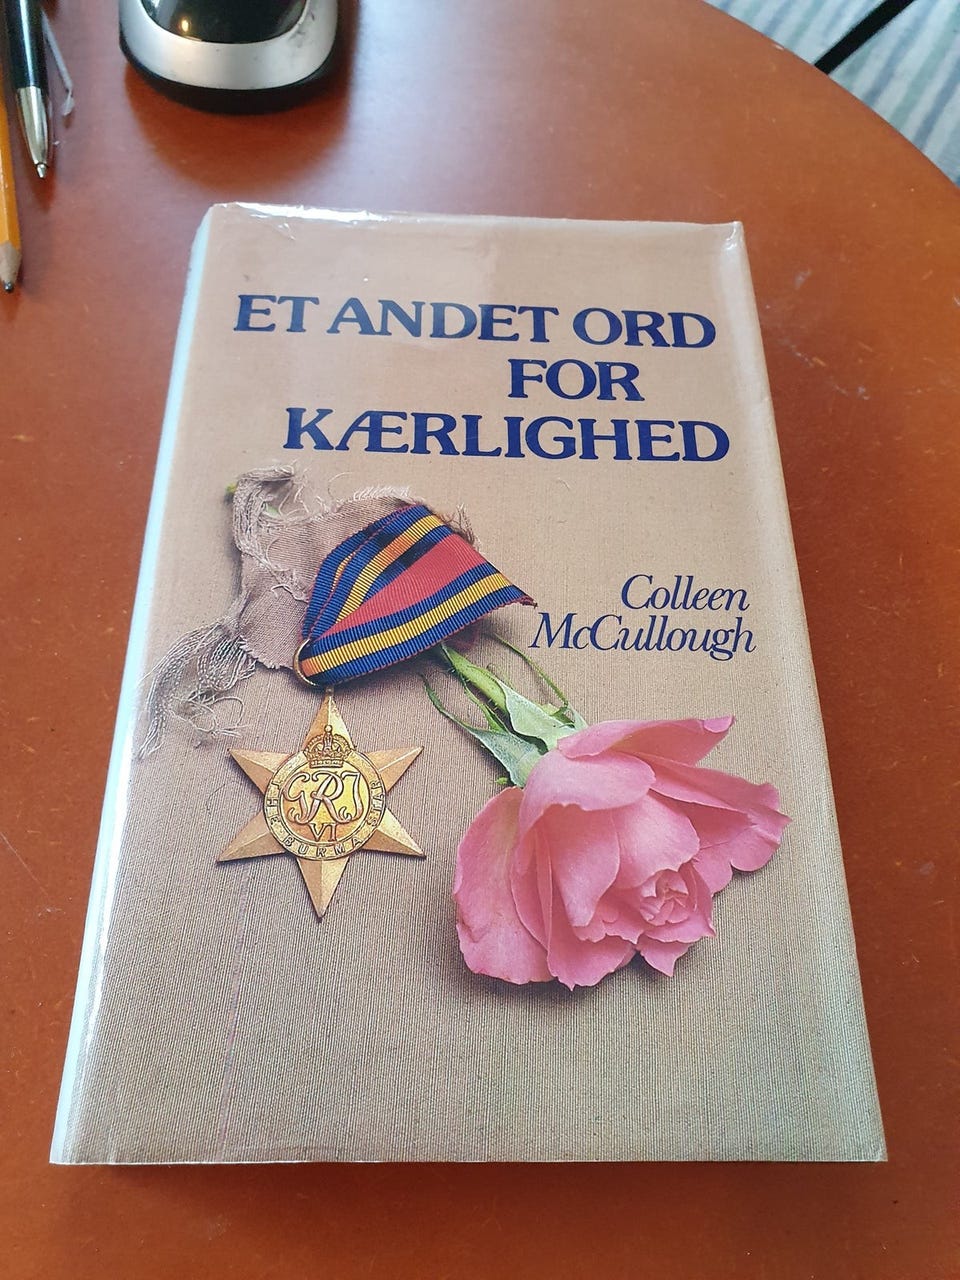 ET ANDET ORD
FOR
KÆRLIGHED
Colleen
McCullough
GRI
VI
THE BURMA STAR